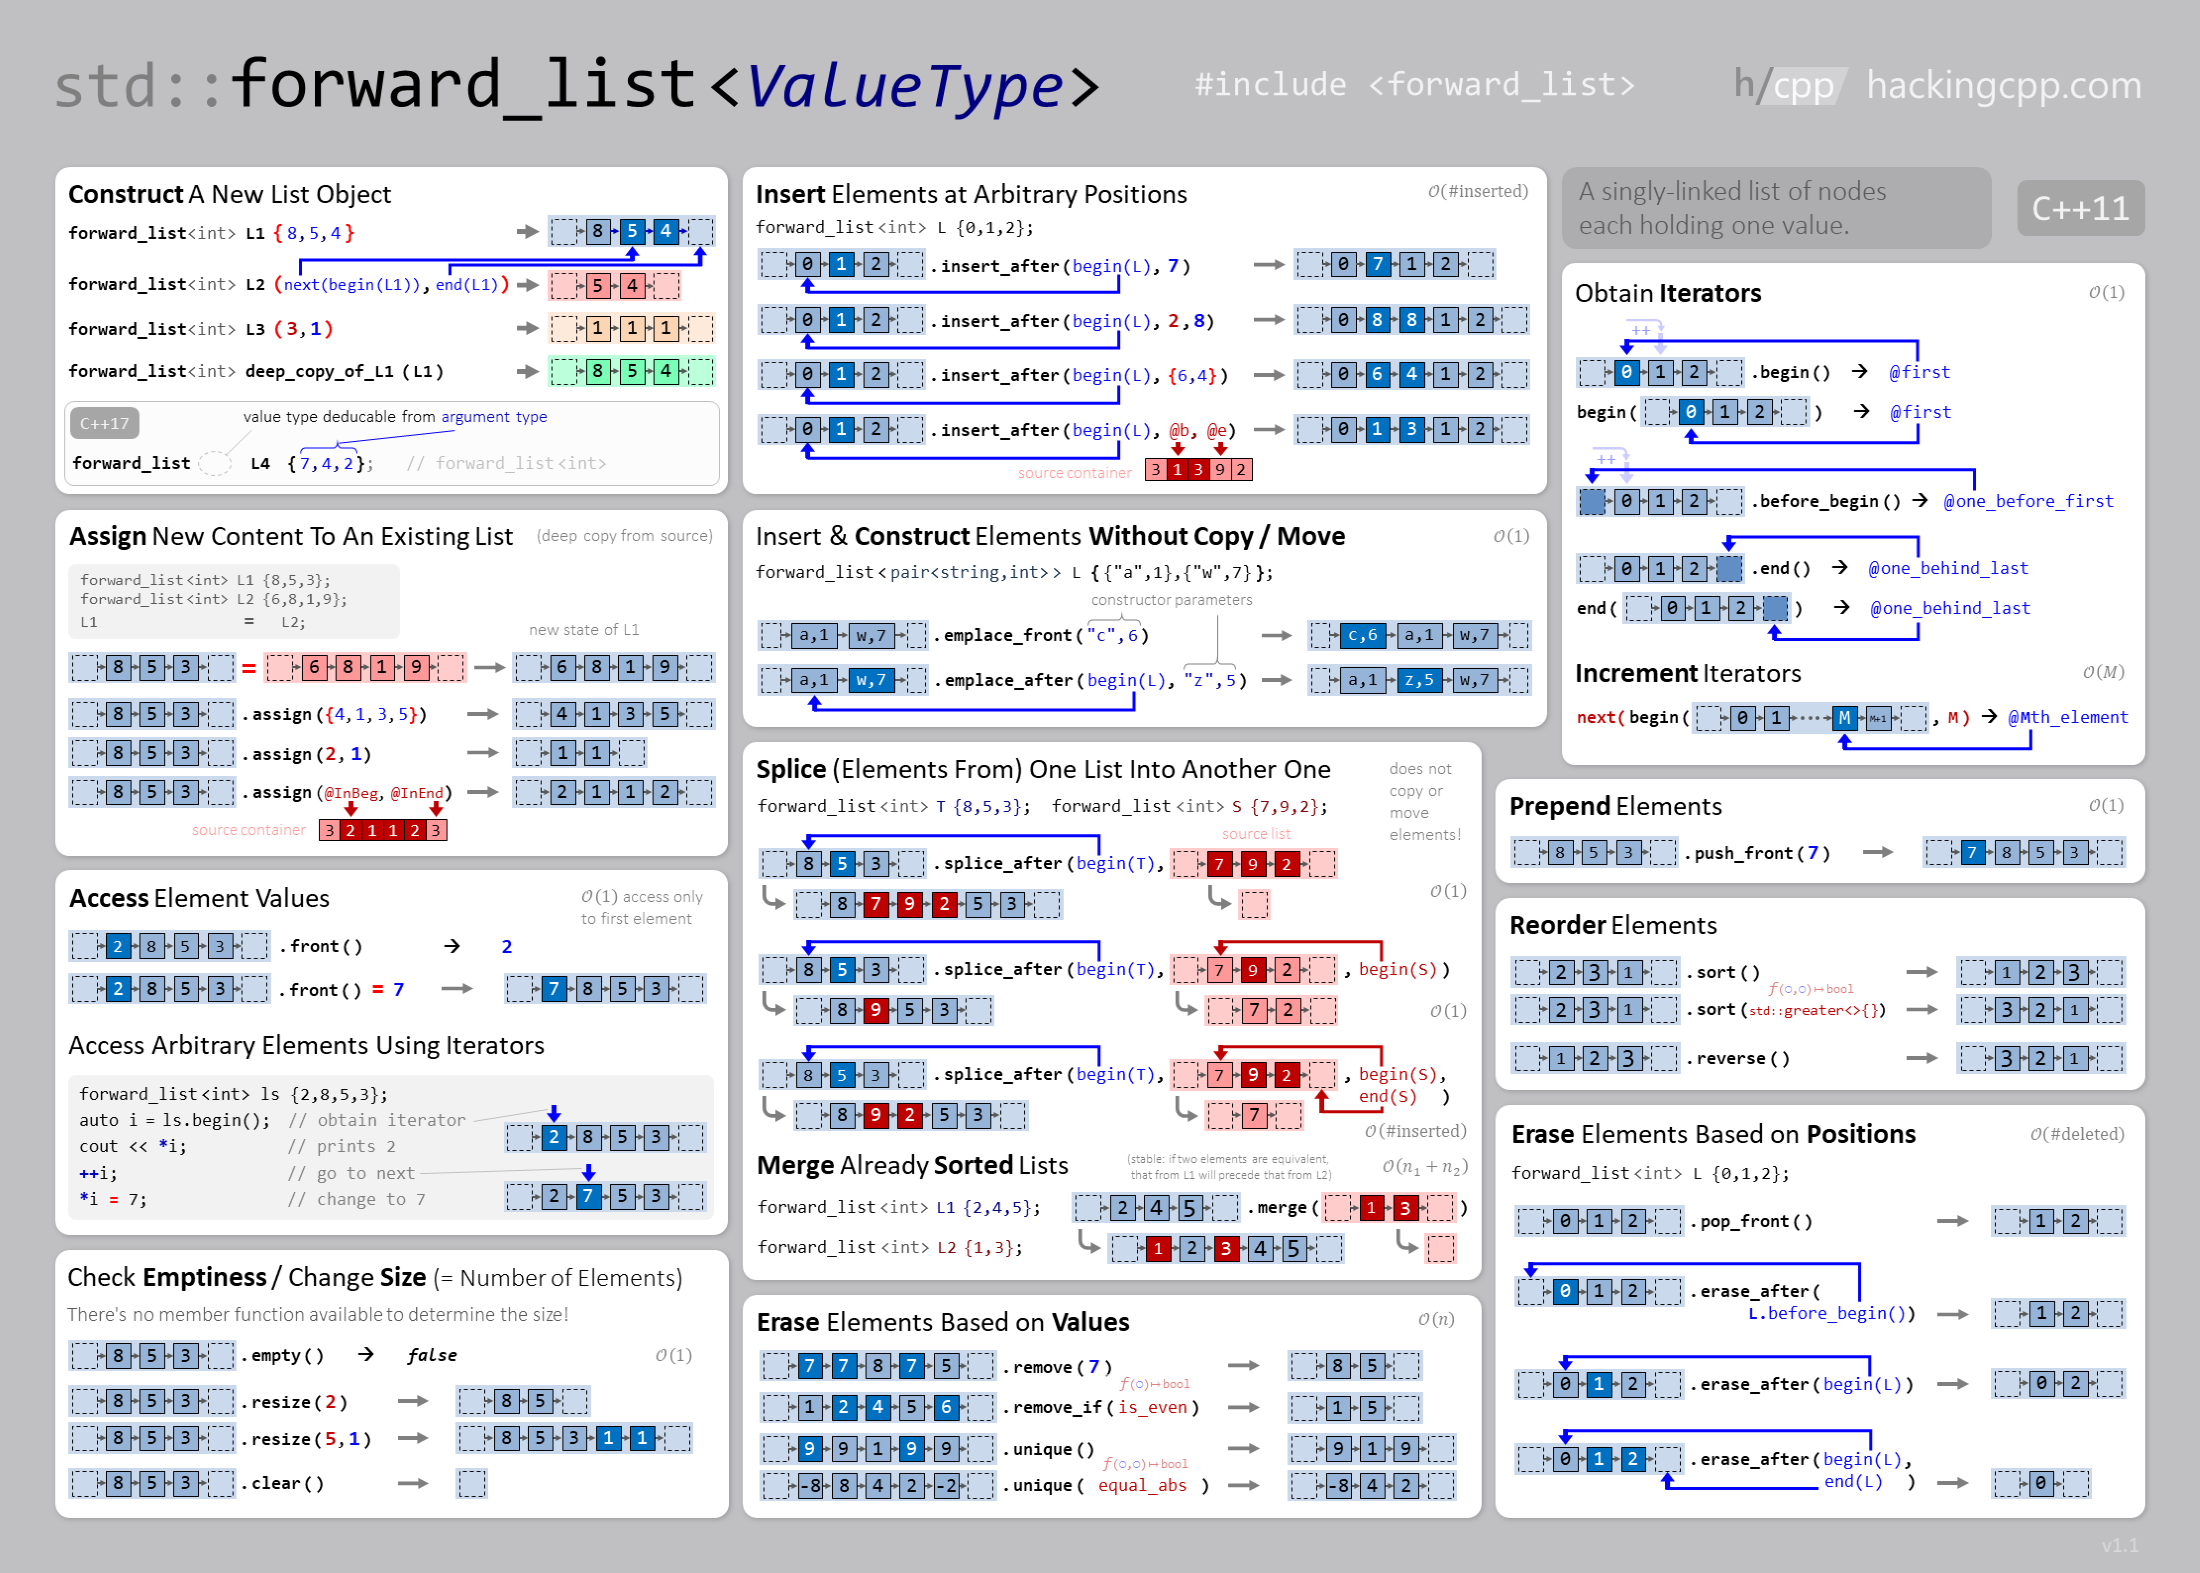 std::forward_list<ValueType>
#include <forward_list>
h/cpp hackingcpp.com
Construct A New List Object
forward_list<int> L1 {8,5,4} 8 5 4
forward_list<int> L2 (next(begin(L1)), end(L1)) 5 4
forward_list<int> L3 (3,1) 1 1 1
forward_list<int> deep_copy_of_L1 (L1) 8 5 4
C++17
value type deducable from argument type
forward_list L4 {7,4,2}; // forward_list<int>
Assign New Content To An Existing List (deep copy from source)
forward_list<int> L1 {8,5,3};
forward_list<int> L2 {6,8,1,9};
L1 = L2;
new state of L1
8 5 3 = 6 8 1 9 → 6 8 1 9
8 5 3 .assign({4,1,3,5}) → 4 1 3 5
8 5 3 .assign(2,1) → 1 1
8 5 3 .assign(@InBeg, @InEnd) → 2 1 1 2
source container 3 2 1 1 2 3
Access Element Values
O(1) access only
to first element
2 8 5 3 .front() → 2
2 8 5 3 .front() = 7 → 7 8 5 3
Access Arbitrary Elements Using Iterators
forward_list<int> ls {2,8,5,3};
auto i = ls.begin(); // obtain iterator
cout << *i; // prints 2
2 8 5 3
++i; // go to next
*i = 7; // change to 7
2 7 5 3
Check Emptiness / Change Size (= Number of Elements)
There's no member function available to determine the size!
8 5 3 .empty() → false O(1)
8 5 3 .resize(2) → 8 5
8 5 3 .resize(5,1) → 8 5 3 1 1
8 5 3 .clear() →
Insert Elements at Arbitrary Positions O(#inserted)
forward_list<int> L {0,1,2};
0 1 2 .insert_after(begin(L), 7) → 0 7 1 2
0 1 2 .insert_after(begin(L), 2,8) → 0 8 8 1 2
0 1 2 .insert_after(begin(L), {6,4}) → 0 6 4 1 2
0 1 2 .insert_after(begin(L), @b, @e) → 0 1 3 1 2
source container 3 1 3 9 2
Insert & Construct Elements Without Copy / Move O(1)
forward_list<pair<string,int>> L {{"a",1},{"w",7}};
constructor parameters
a,1 w,7 .emplace_front("c",6) → c,6 a,1 w,7
a,1 w,7 .emplace_after(begin(L), "z",5) → a,1 z,5 w,7
Splice (Elements From) One List Into Another One
does not
copy or
move
elements!
forward_list<int> T {8,5,3}; forward_list<int> S {7,9,2};
source list
8 5 3 .splice_after(begin(T), 7 9 2
O(1)
8 7 9 2 5 3
8 5 3 .splice_after(begin(T), 7 9 2 , begin(S))
8 9 5 3 7 2 O(1)
8 5 3 .splice_after(begin(T), 7 9 2 , begin(S),
end(S) )
8 9 2 5 3 7
O(#inserted)
Merge Already Sorted Lists
(stable: if two elements are equivalent,
that from L1 will precede that from L2)
O(n1 + n2)
forward_list<int> L1 {2,4,5}; 2 4 5 .merge( 1 3 )
forward_list<int> L2 {1,3}; 1 2 3 4 5
Erase Elements Based on Values O(n)
7 7 8 7 5 .remove(7) → 8 5
f(○)↦bool
1 2 4 5 6 .remove_if(is_even) → 1 5
9 9 1 9 9 .unique() → 9 1 9
f(○,○)↦bool
-8 8 4 2 -2 .unique( equal_abs ) → -8 4 2
A singly-linked list of nodes
each holding one value.
C++11
Obtain Iterators O(1)
++
0 1 2 .begin() → @first
begin( 0 1 2 ) → @first
++
0 1 2 .before_begin() → @one_before_first
0 1 2 .end() → @one_behind_last
end( 0 1 2 ) → @one_behind_last
Increment Iterators O(M)
next(begin( 0 1 ···· M M+1 , M) → @Mth_element
Prepend Elements O(1)
8 5 3 .push_front(7) → 7 8 5 3
Reorder Elements
2 3 1 .sort() → 1 2 3
f(○,○)↦bool
2 3 1 .sort(std::greater<>{}) → 3 2 1
1 2 3 .reverse() → 3 2 1
Erase Elements Based on Positions O(#deleted)
forward_list<int> L {0,1,2};
0 1 2 .pop_front() → 1 2
0 1 2 .erase_after(
L.before_begin()) → 1 2
0 1 2 .erase_after(begin(L)) → 0 2
0 1 2 .erase_after(begin(L),
end(L) ) → 0
v1.1